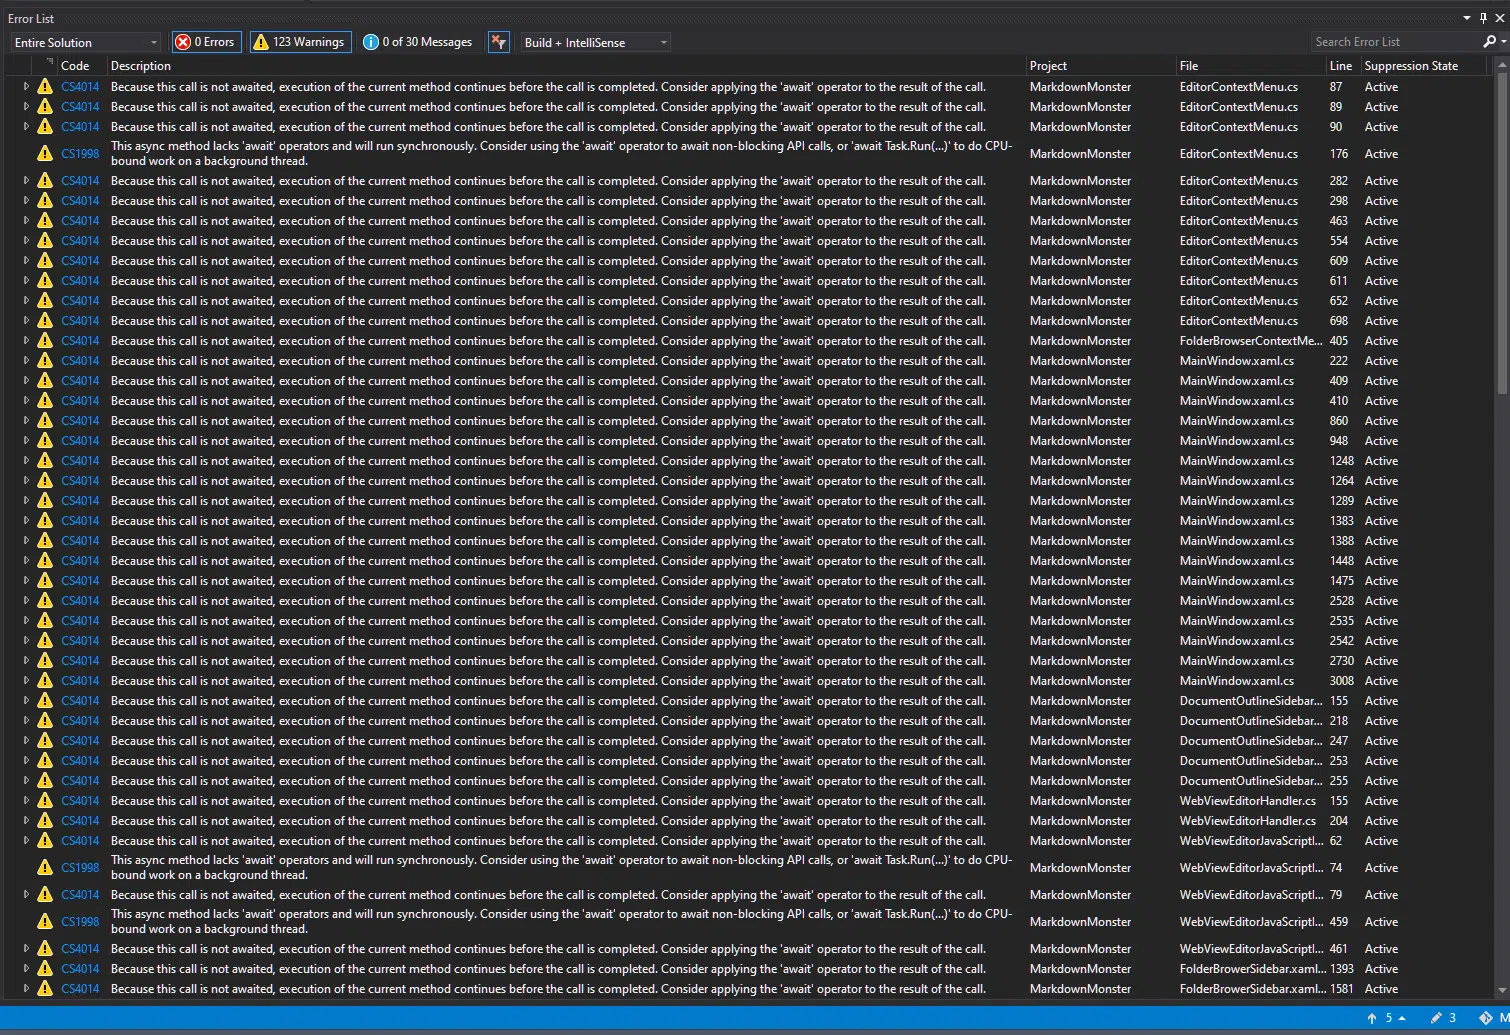 Error List
Entire Solution 0 Errors 123 Warnings 0 of 30 Messages Build + IntelliSense Search Error List
Code Description Project File Line Suppression State
CS4014 Because this call is not awaited, execution of the current method continues before the call is completed. Consider applying the 'await' operator to the result of the call. MarkdownMonster EditorContextMenu.cs 87 Active
CS4014 Because this call is not awaited, execution of the current method continues before the call is completed. Consider applying the 'await' operator to the result of the call. MarkdownMonster EditorContextMenu.cs 89 Active
CS4014 Because this call is not awaited, execution of the current method continues before the call is completed. Consider applying the 'await' operator to the result of the call. MarkdownMonster EditorContextMenu.cs 90 Active
This async method lacks 'await' operators and will run synchronously. Consider using the 'await' operator to await non-blocking API calls, or 'await Task.Run(...)' to do CPU-
CS1998 bound work on a background thread. MarkdownMonster EditorContextMenu.cs 176 Active
CS4014 Because this call is not awaited, execution of the current method continues before the call is completed. Consider applying the 'await' operator to the result of the call. MarkdownMonster EditorContextMenu.cs 282 Active
CS4014 Because this call is not awaited, execution of the current method continues before the call is completed. Consider applying the 'await' operator to the result of the call. MarkdownMonster EditorContextMenu.cs 298 Active
CS4014 Because this call is not awaited, execution of the current method continues before the call is completed. Consider applying the 'await' operator to the result of the call. MarkdownMonster EditorContextMenu.cs 463 Active
CS4014 Because this call is not awaited, execution of the current method continues before the call is completed. Consider applying the 'await' operator to the result of the call. MarkdownMonster EditorContextMenu.cs 554 Active
CS4014 Because this call is not awaited, execution of the current method continues before the call is completed. Consider applying the 'await' operator to the result of the call. MarkdownMonster EditorContextMenu.cs 609 Active
CS4014 Because this call is not awaited, execution of the current method continues before the call is completed. Consider applying the 'await' operator to the result of the call. MarkdownMonster EditorContextMenu.cs 611 Active
CS4014 Because this call is not awaited, execution of the current method continues before the call is completed. Consider applying the 'await' operator to the result of the call. MarkdownMonster EditorContextMenu.cs 652 Active
CS4014 Because this call is not awaited, execution of the current method continues before the call is completed. Consider applying the 'await' operator to the result of the call. MarkdownMonster EditorContextMenu.cs 698 Active
CS4014 Because this call is not awaited, execution of the current method continues before the call is completed. Consider applying the 'await' operator to the result of the call. MarkdownMonster FolderBrowserContextMe... 405 Active
CS4014 Because this call is not awaited, execution of the current method continues before the call is completed. Consider applying the 'await' operator to the result of the call. MarkdownMonster MainWindow.xaml.cs 222 Active
CS4014 Because this call is not awaited, execution of the current method continues before the call is completed. Consider applying the 'await' operator to the result of the call. MarkdownMonster MainWindow.xaml.cs 409 Active
CS4014 Because this call is not awaited, execution of the current method continues before the call is completed. Consider applying the 'await' operator to the result of the call. MarkdownMonster MainWindow.xaml.cs 410 Active
CS4014 Because this call is not awaited, execution of the current method continues before the call is completed. Consider applying the 'await' operator to the result of the call. MarkdownMonster MainWindow.xaml.cs 860 Active
CS4014 Because this call is not awaited, execution of the current method continues before the call is completed. Consider applying the 'await' operator to the result of the call. MarkdownMonster MainWindow.xaml.cs 948 Active
CS4014 Because this call is not awaited, execution of the current method continues before the call is completed. Consider applying the 'await' operator to the result of the call. MarkdownMonster MainWindow.xaml.cs 1248 Active
CS4014 Because this call is not awaited, execution of the current method continues before the call is completed. Consider applying the 'await' operator to the result of the call. MarkdownMonster MainWindow.xaml.cs 1264 Active
CS4014 Because this call is not awaited, execution of the current method continues before the call is completed. Consider applying the 'await' operator to the result of the call. MarkdownMonster MainWindow.xaml.cs 1289 Active
CS4014 Because this call is not awaited, execution of the current method continues before the call is completed. Consider applying the 'await' operator to the result of the call. MarkdownMonster MainWindow.xaml.cs 1383 Active
CS4014 Because this call is not awaited, execution of the current method continues before the call is completed. Consider applying the 'await' operator to the result of the call. MarkdownMonster MainWindow.xaml.cs 1388 Active
CS4014 Because this call is not awaited, execution of the current method continues before the call is completed. Consider applying the 'await' operator to the result of the call. MarkdownMonster MainWindow.xaml.cs 1448 Active
CS4014 Because this call is not awaited, execution of the current method continues before the call is completed. Consider applying the 'await' operator to the result of the call. MarkdownMonster MainWindow.xaml.cs 1475 Active
CS4014 Because this call is not awaited, execution of the current method continues before the call is completed. Consider applying the 'await' operator to the result of the call. MarkdownMonster MainWindow.xaml.cs 2528 Active
CS4014 Because this call is not awaited, execution of the current method continues before the call is completed. Consider applying the 'await' operator to the result of the call. MarkdownMonster MainWindow.xaml.cs 2535 Active
CS4014 Because this call is not awaited, execution of the current method continues before the call is completed. Consider applying the 'await' operator to the result of the call. MarkdownMonster MainWindow.xaml.cs 2542 Active
CS4014 Because this call is not awaited, execution of the current method continues before the call is completed. Consider applying the 'await' operator to the result of the call. MarkdownMonster MainWindow.xaml.cs 2730 Active
CS4014 Because this call is not awaited, execution of the current method continues before the call is completed. Consider applying the 'await' operator to the result of the call. MarkdownMonster MainWindow.xaml.cs 3008 Active
CS4014 Because this call is not awaited, execution of the current method continues before the call is completed. Consider applying the 'await' operator to the result of the call. MarkdownMonster DocumentOutlineSidebar... 155 Active
CS4014 Because this call is not awaited, execution of the current method continues before the call is completed. Consider applying the 'await' operator to the result of the call. MarkdownMonster DocumentOutlineSidebar... 218 Active
CS4014 Because this call is not awaited, execution of the current method continues before the call is completed. Consider applying the 'await' operator to the result of the call. MarkdownMonster DocumentOutlineSidebar... 247 Active
CS4014 Because this call is not awaited, execution of the current method continues before the call is completed. Consider applying the 'await' operator to the result of the call. MarkdownMonster DocumentOutlineSidebar... 253 Active
CS4014 Because this call is not awaited, execution of the current method continues before the call is completed. Consider applying the 'await' operator to the result of the call. MarkdownMonster DocumentOutlineSidebar... 255 Active
CS4014 Because this call is not awaited, execution of the current method continues before the call is completed. Consider applying the 'await' operator to the result of the call. MarkdownMonster WebViewEditorHandler.cs 155 Active
CS4014 Because this call is not awaited, execution of the current method continues before the call is completed. Consider applying the 'await' operator to the result of the call. MarkdownMonster WebViewEditorHandler.cs 204 Active
CS4014 Because this call is not awaited, execution of the current method continues before the call is completed. Consider applying the 'await' operator to the result of the call. MarkdownMonster WebViewEditorJavaScriptI... 62 Active
This async method lacks 'await' operators and will run synchronously. Consider using the 'await' operator to await non-blocking API calls, or 'await Task.Run(...)' to do CPU-
CS1998 bound work on a background thread. MarkdownMonster WebViewEditorJavaScriptI... 74 Active
CS4014 Because this call is not awaited, execution of the current method continues before the call is completed. Consider applying the 'await' operator to the result of the call. MarkdownMonster WebViewEditorJavaScriptI... 79 Active
This async method lacks 'await' operators and will run synchronously. Consider using the 'await' operator to await non-blocking API calls, or 'await Task.Run(...)' to do CPU-
CS1998 bound work on a background thread. MarkdownMonster WebViewEditorJavaScriptI... 459 Active
CS4014 Because this call is not awaited, execution of the current method continues before the call is completed. Consider applying the 'await' operator to the result of the call. MarkdownMonster WebViewEditorJavaScriptI... 461 Active
CS4014 Because this call is not awaited, execution of the current method continues before the call is completed. Consider applying the 'await' operator to the result of the call. MarkdownMonster FolderBrowerSidebar.xaml... 1393 Active
CS4014 Because this call is not awaited, execution of the current method continues before the call is completed. Consider applying the 'await' operator to the result of the call. MarkdownMonster FolderBrowerSidebar.xaml... 1581 Active
5 3 M